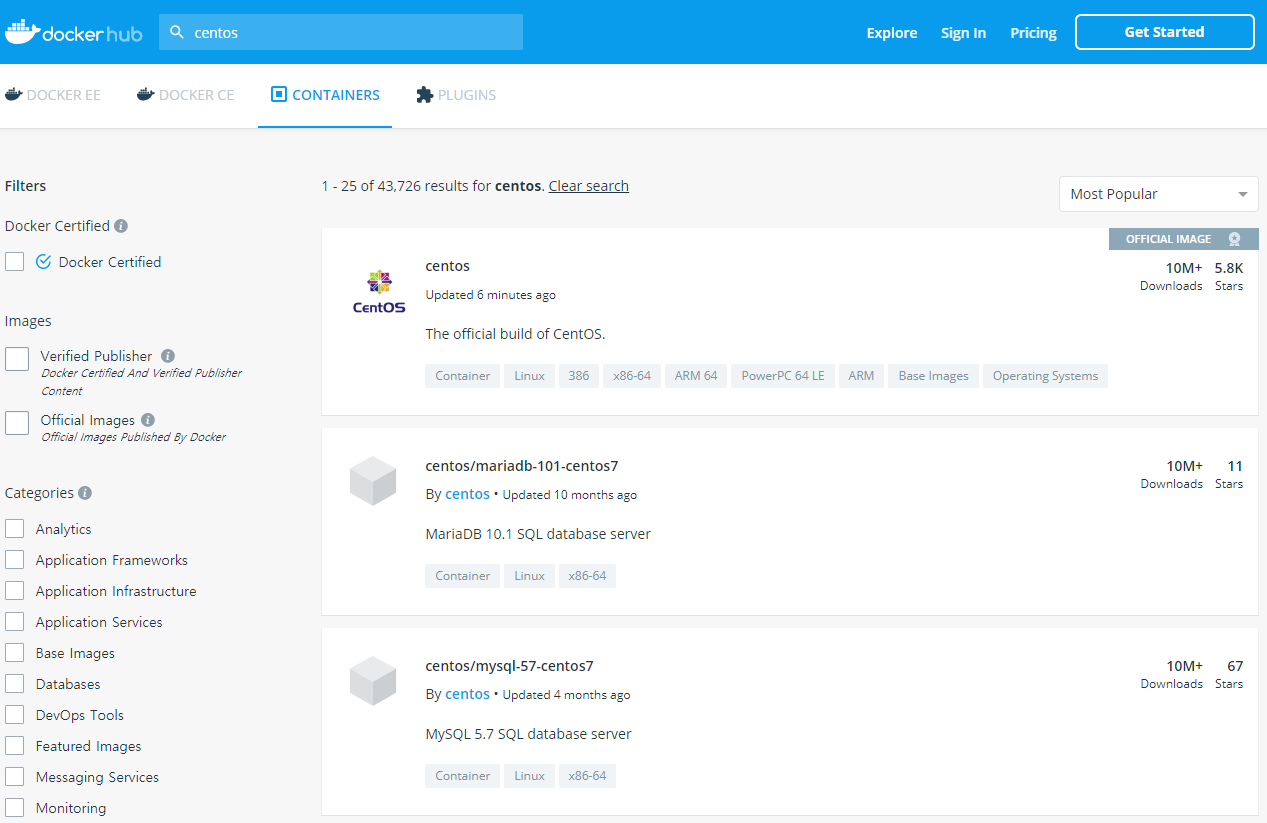 docker hub
centos
Explore
Sign In
Pricing
Get Started
DOCKER EE
DOCKER CE
CONTAINERS
PLUGINS
Filters
Docker Certified
Docker Certified
Images
Verified Publisher
Docker Certified And Verified Publisher
Content
Official Images
Official Images Published By Docker
Categories
Analytics
Application Frameworks
Application Infrastructure
Application Services
Base Images
Databases
DevOps Tools
Featured Images
Messaging Services
Monitoring
1 - 25 of 43,726 results for centos. Clear search
Most Popular
OFFICIAL IMAGE
CentOS
centos
Updated 6 minutes ago
10M+ 5.8K
Downloads Stars
The official build of CentOS.
Container Linux 386 x86-64 ARM 64 PowerPC 64 LE ARM Base Images Operating Systems
centos/mariadb-101-centos7
By centos • Updated 10 months ago
10M+ 11
Downloads Stars
MariaDB 10.1 SQL database server
Container Linux x86-64
centos/mysql-57-centos7
By centos • Updated 4 months ago
10M+ 67
Downloads Stars
MySQL 5.7 SQL database server
Container Linux x86-64